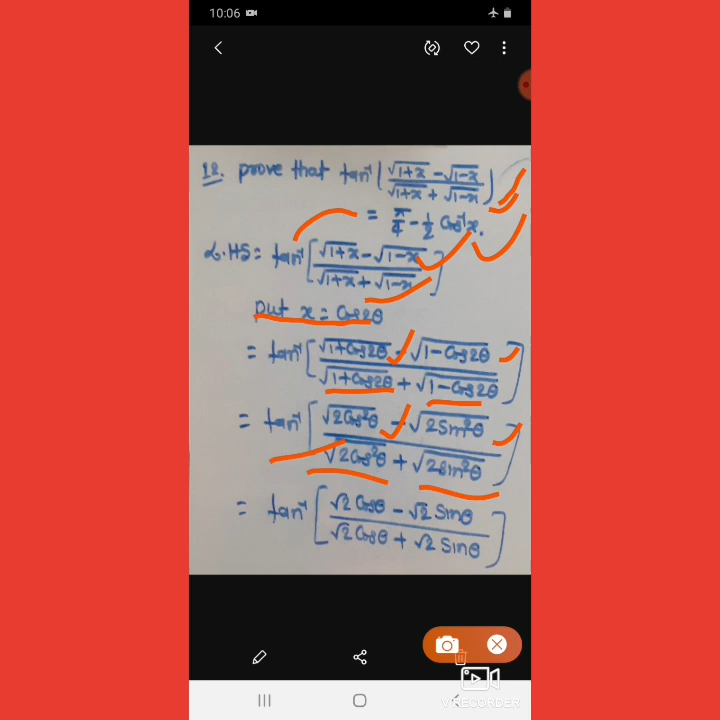 10:06
12. prove that tan⁻¹(√1+x - √1-x / √1+x + √1-x)
= π/4 - 1/2 Cos⁻¹x.
L.HS = tan⁻¹[√1+x - √1-x / √1+x + √1-x]
put x = Cos2θ
= tan⁻¹[√1+Cos2θ - √1-Cos2θ / √1+Cos2θ + √1-Cos2θ]
= tan⁻¹[√2Cos²θ - √2Sin²θ / √2Cos²θ + √2Sin²θ]
= tan⁻¹[√2 Cosθ - √2 Sinθ / √2 Cosθ + √2 Sinθ]
VRECORDER